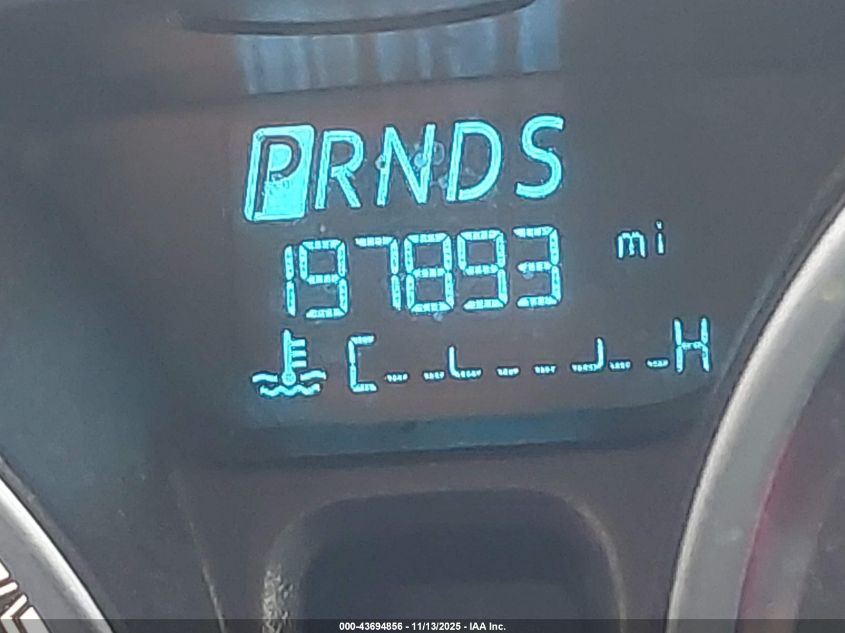 PRNDS
197893 mi
C H
000-43694856 - 11/13/2025 - IAA Inc.